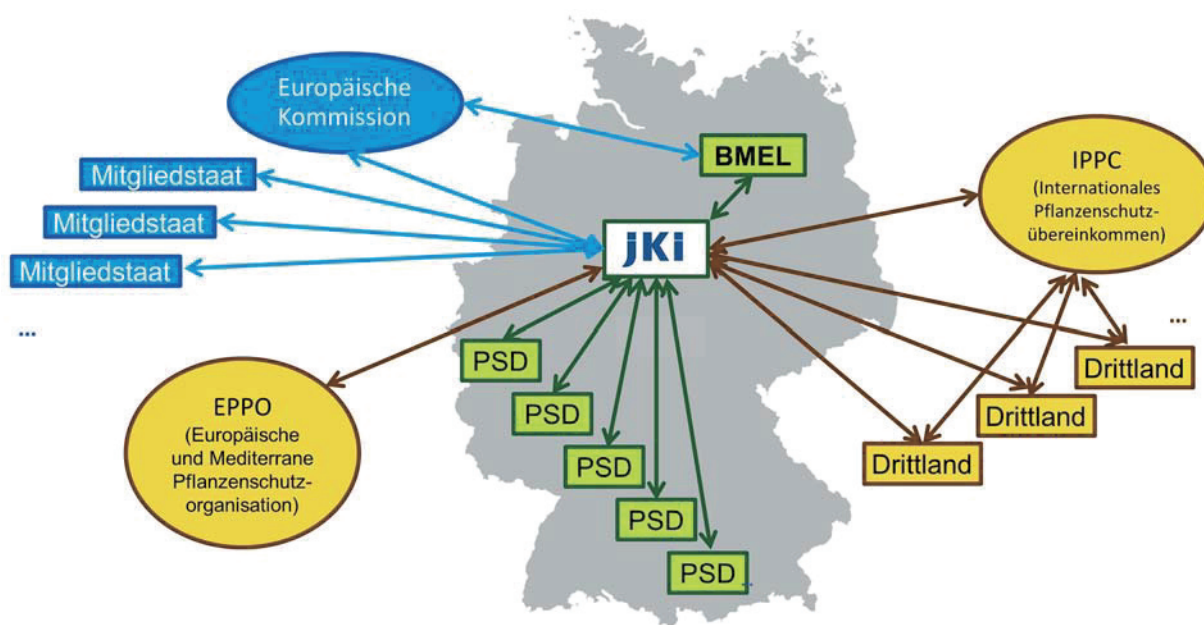 Europäische
Kommission
BMEL
IPPC
(Internationales
Pflanzenschutz-
übereinkommen)
Mitgliedstaat
Mitgliedstaat
Mitgliedstaat
...
jKi
...
PSD
PSD
PSD
PSD
PSD
...
Drittland
Drittland
Drittland
EPPO
(Europäische
und Mediterrane
Pflanzenschutz-
organisation)